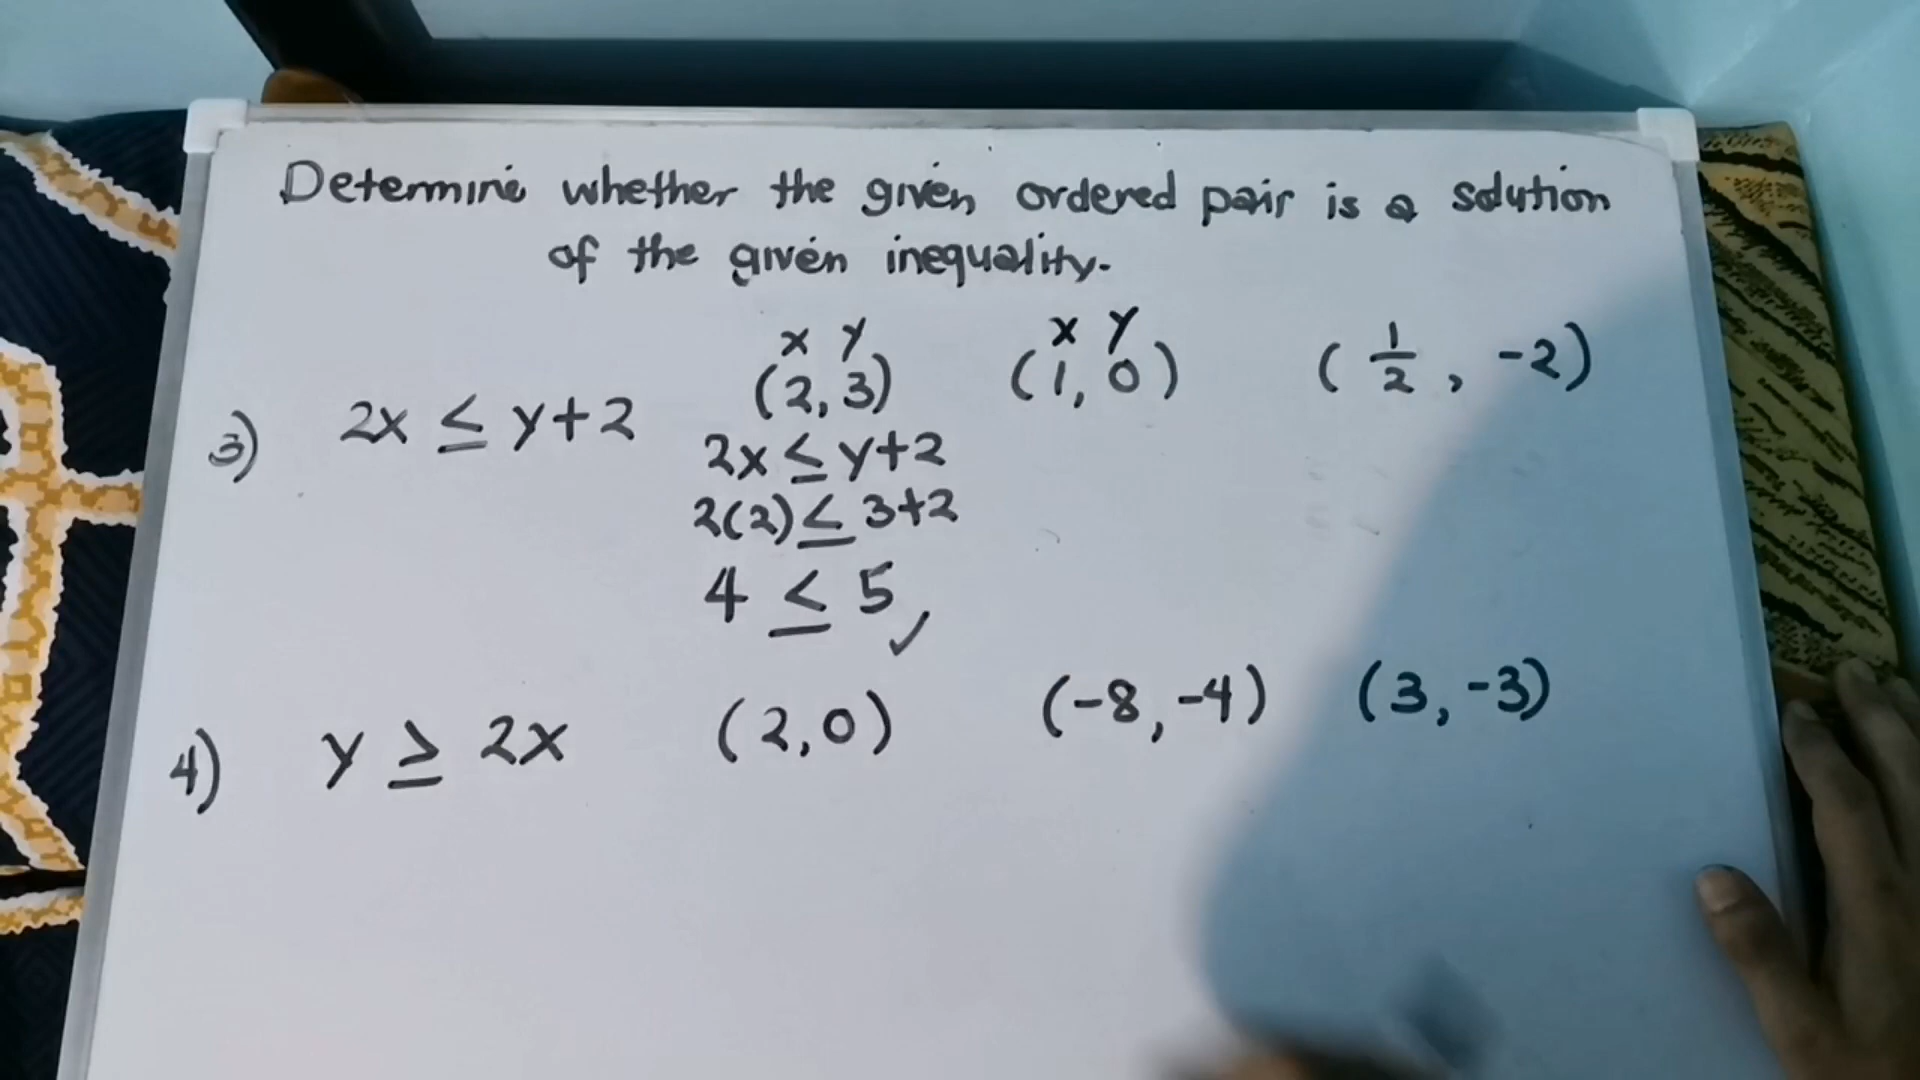 Determine whether the given ordered pair is a solution
of the given inequality.
x y
x y
3) 2x ≤ y+2 (2,3) (1,0) (1/2, -2)
2x ≤ y+2
2(2) ≤ 3+2
4 ≤ 5 ✓
4) y ≥ 2x (2,0) (-8,-4) (3,-3)